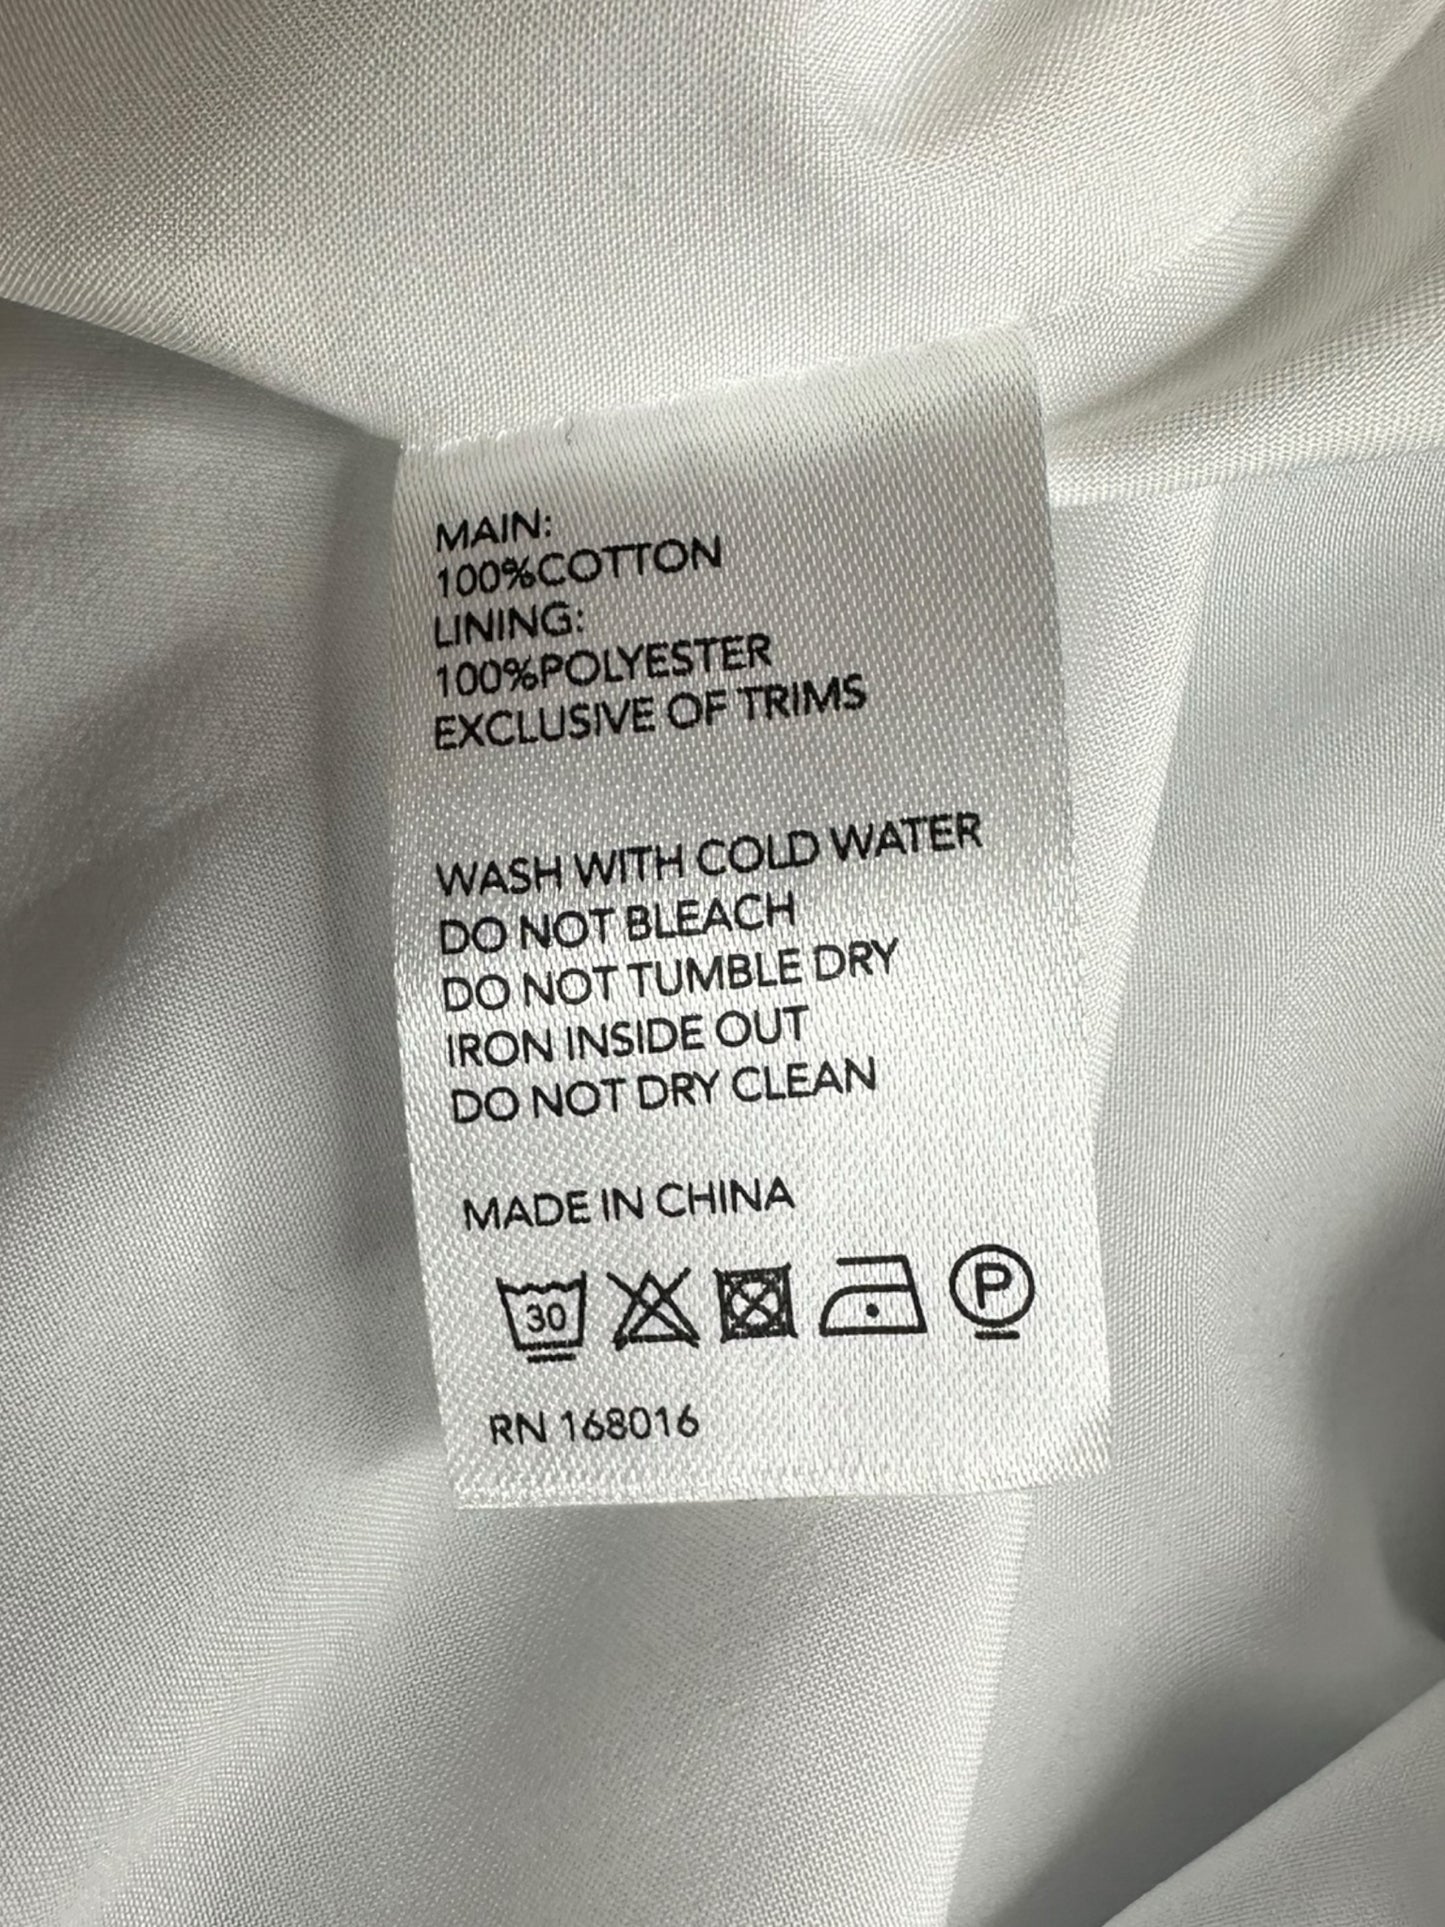 MAIN:
100%COTTON
LINING:
100%POLYESTER
EXCLUSIVE OF TRIMS
WASH WITH COLD WATER
DO NOT BLEACH
DO NOT TUMBLE DRY
IRON INSIDE OUT
DO NOT DRY CLEAN
MADE IN CHINA
30 P
RN 168016